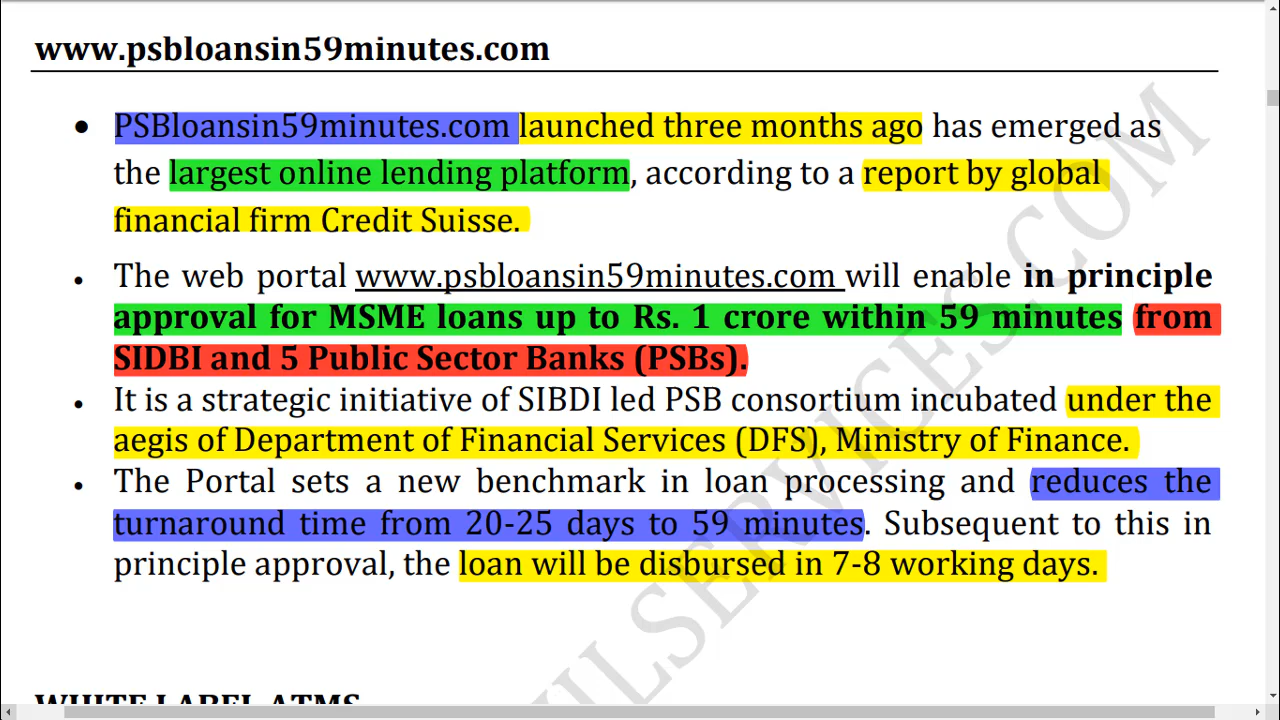 www.psbloansin59minutes.com
• PSBloansin59minutes.com launched three months ago has emerged as
the largest online lending platform, according to a report by global
financial firm Credit Suisse.
• The web portal www.psbloansin59minutes.com will enable in principle
approval for MSME loans up to Rs. 1 crore within 59 minutes from
SIDBI and 5 Public Sector Banks (PSBs).
• It is a strategic initiative of SIBDI led PSB consortium incubated under the
aegis of Department of Financial Services (DFS), Ministry of Finance.
• The Portal sets a new benchmark in loan processing and reduces the
turnaround time from 20-25 days to 59 minutes. Subsequent to this in
principle approval, the loan will be disbursed in 7-8 working days.
WHITE LABEL ATMS